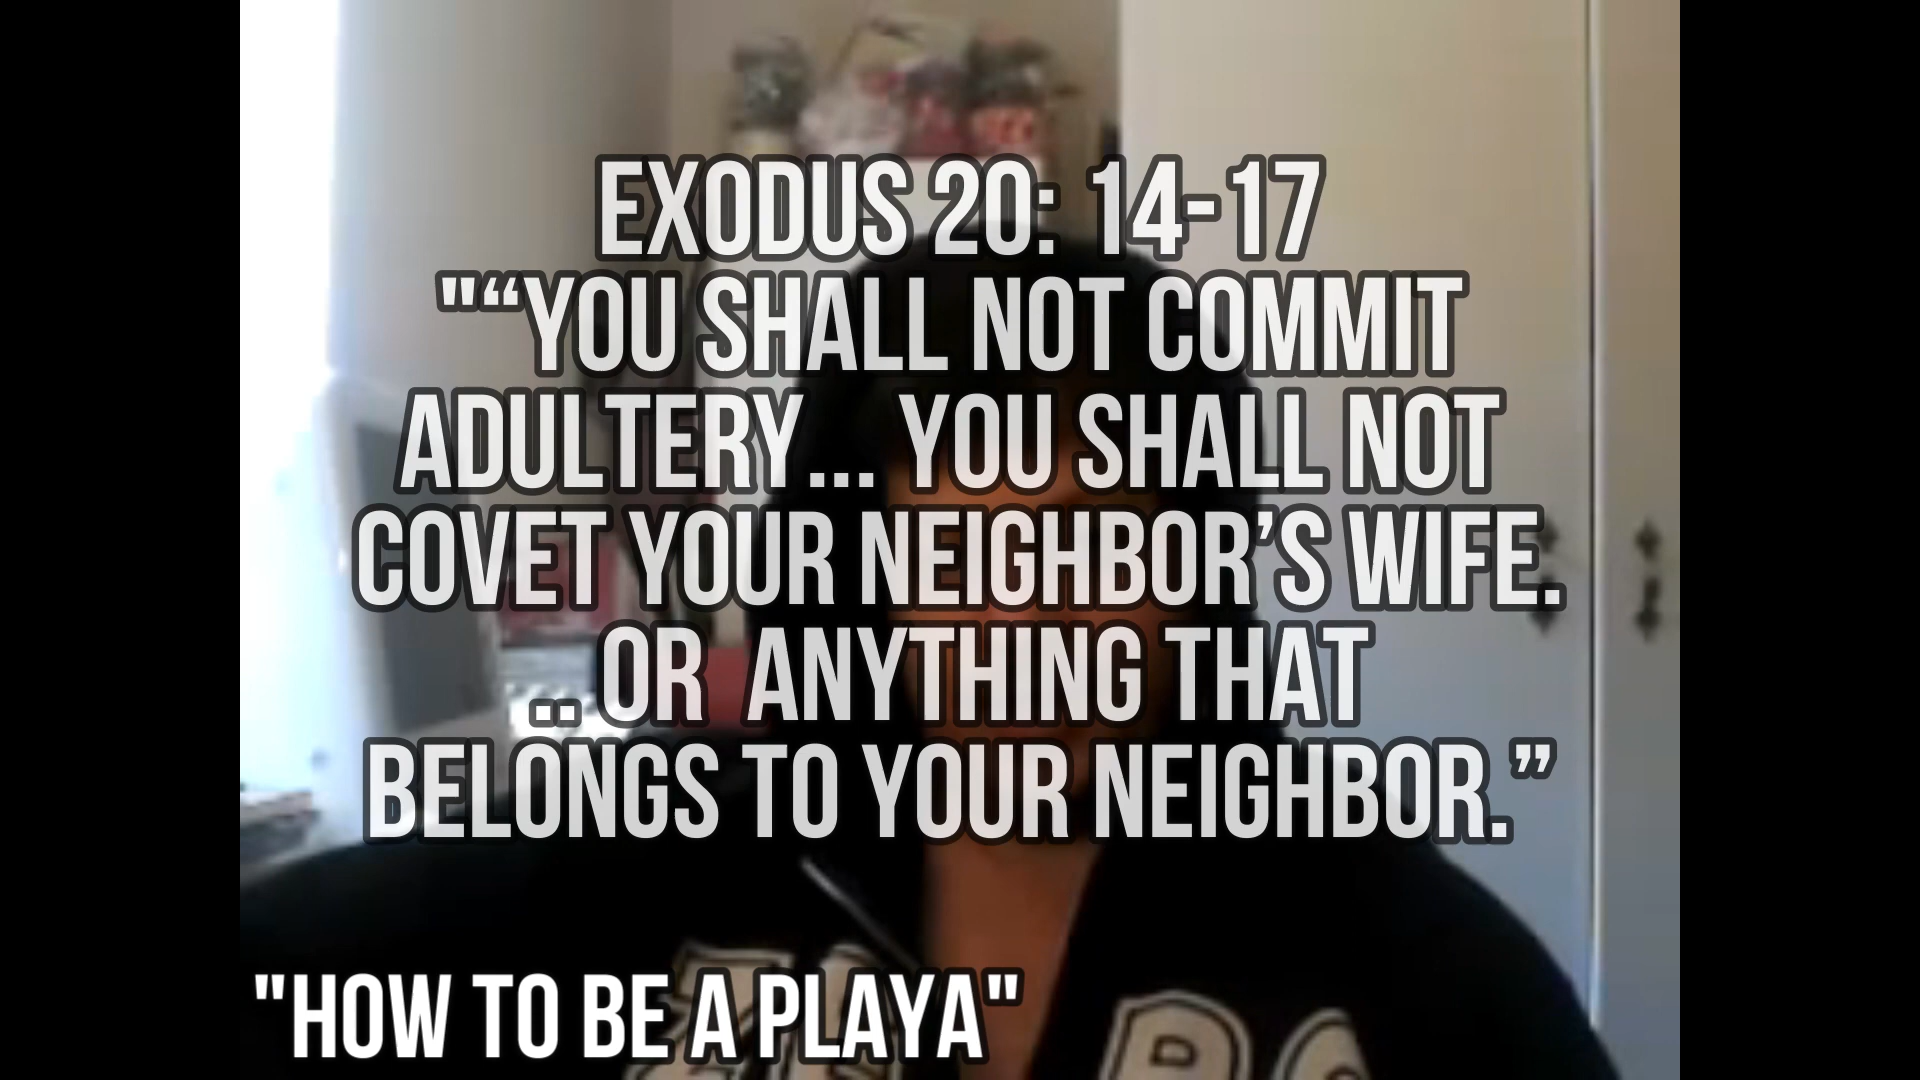 EXODUS 20: 14-17
"“YOU SHALL NOT COMMIT
ADULTERY... YOU SHALL NOT
COVET YOUR NEIGHBOR’S WIFE.
.. OR ANYTHING THAT
BELONGS TO YOUR NEIGHBOR.”
"HOW TO BE A PLAYA"